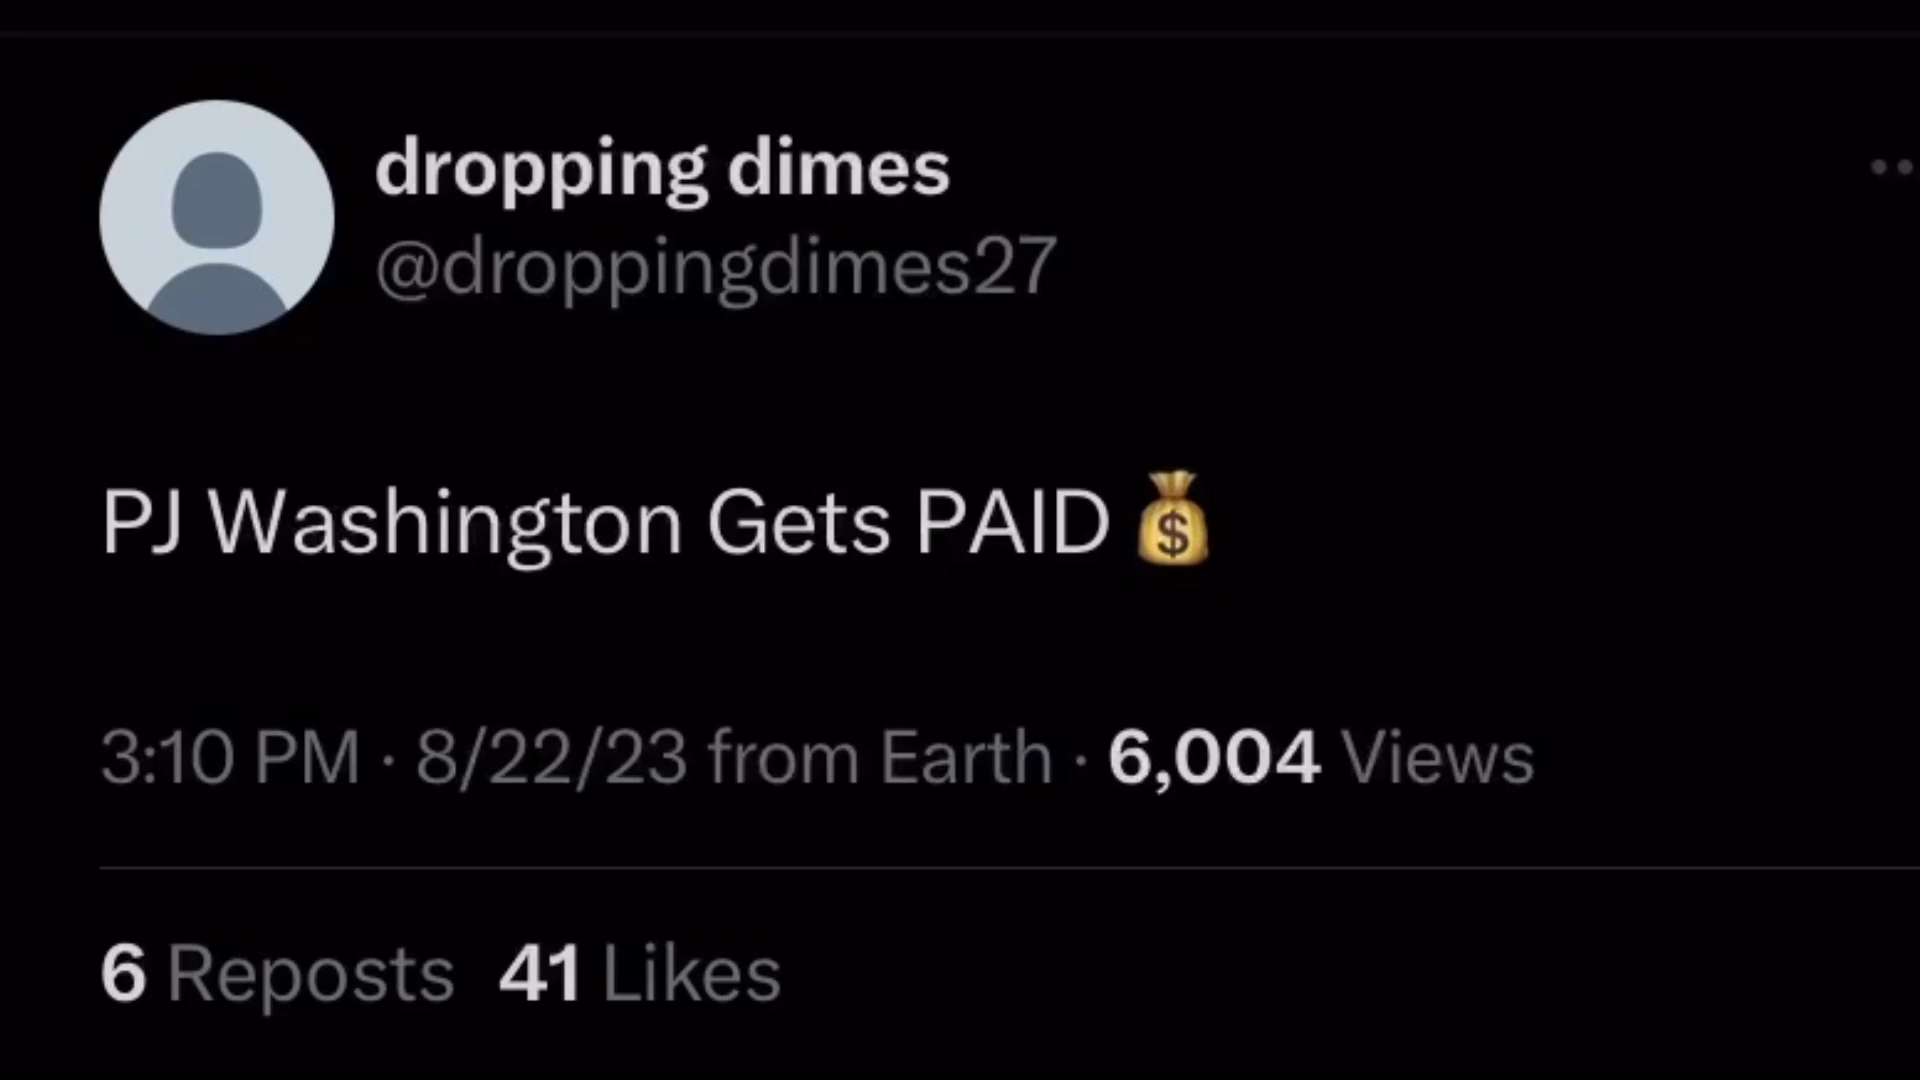 dropping dimes
@droppingdimes27
PJ Washington Gets PAID 💰
3:10 PM · 8/22/23 from Earth · 6,004 Views
6 Reposts 41 Likes